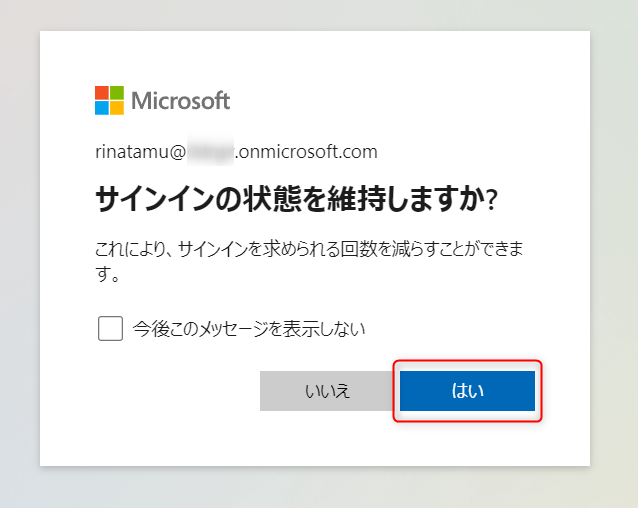 Microsoft
rinatamu@ .onmicrosoft.com
サインインの状態を維持しますか?
これにより、サインインを求められる回数を減らすことができま
す。
今後このメッセージを表示しない
いいえ
はい